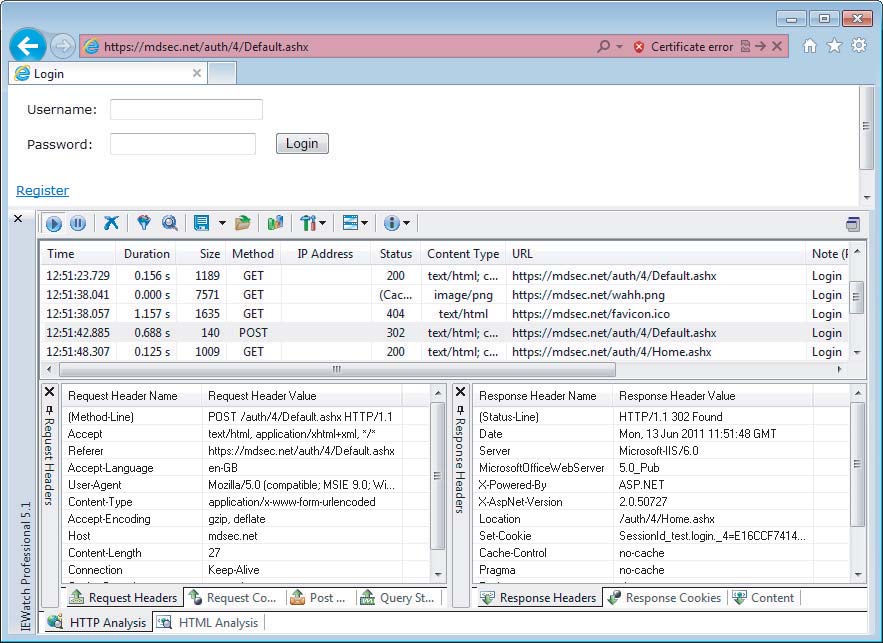 https://mdsec.net/auth/4/Default.ashx Certificate error
Login
Username:
Password: Login
Register
Time Duration Size Method IP Address Status Content Type URL Note (F
12:51:23.729 0.156 s 1189 GET 200 text/html; c... https://mdsec.net/auth/4/Default.ashx Login
12:51:38.041 0.000 s 7571 GET (Cac... image/png https://mdsec.net/wahh.png Login
12:51:38.057 1.157 s 1635 GET 404 text/html https://mdsec.net/favicon.ico Login
12:51:42.885 0.688 s 140 POST 302 text/html; c... https://mdsec.net/auth/4/Default.ashx Login
12:51:48.307 0.125 s 1009 GET 200 text/html; c... https://mdsec.net/auth/4/Home.ashx Login
IEWatch Professional 5.1
Request Headers
Request Header Name Request Header Value
(Method-Line) POST /auth/4/Default.ashx HTTP/1.1
Accept text/html, application/xhtml+xml, */*
Referer https://mdsec.net/auth/4/Default.ashx
Accept-Language en-GB
User-Agent Mozilla/5.0 (compatible; MSIE 9.0; Wi...
Content-Type application/x-www-form-urlencoded
Accept-Encoding gzip, deflate
Host mdsec.net
Content-Length 27
Connection Keep-Alive
Response Headers
Response Header Name Response Header Value
(Status-Line) HTTP/1.1 302 Found
Date Mon, 13 Jun 2011 11:51:48 GMT
Server Microsoft-IIS/6.0
MicrosoftOfficeWebServer 5.0_Pub
X-Powered-By ASP.NET
X-AspNet-Version 2.0.50727
Location /auth/4/Home.ashx
Set-Cookie SessionId_test.login._4=E16CCF7414...
Cache-Control no-cache
Pragma no-cache
Request Headers Request Co... Post ... Query St... Response Headers Response Cookies Content
HTTP Analysis HTML Analysis